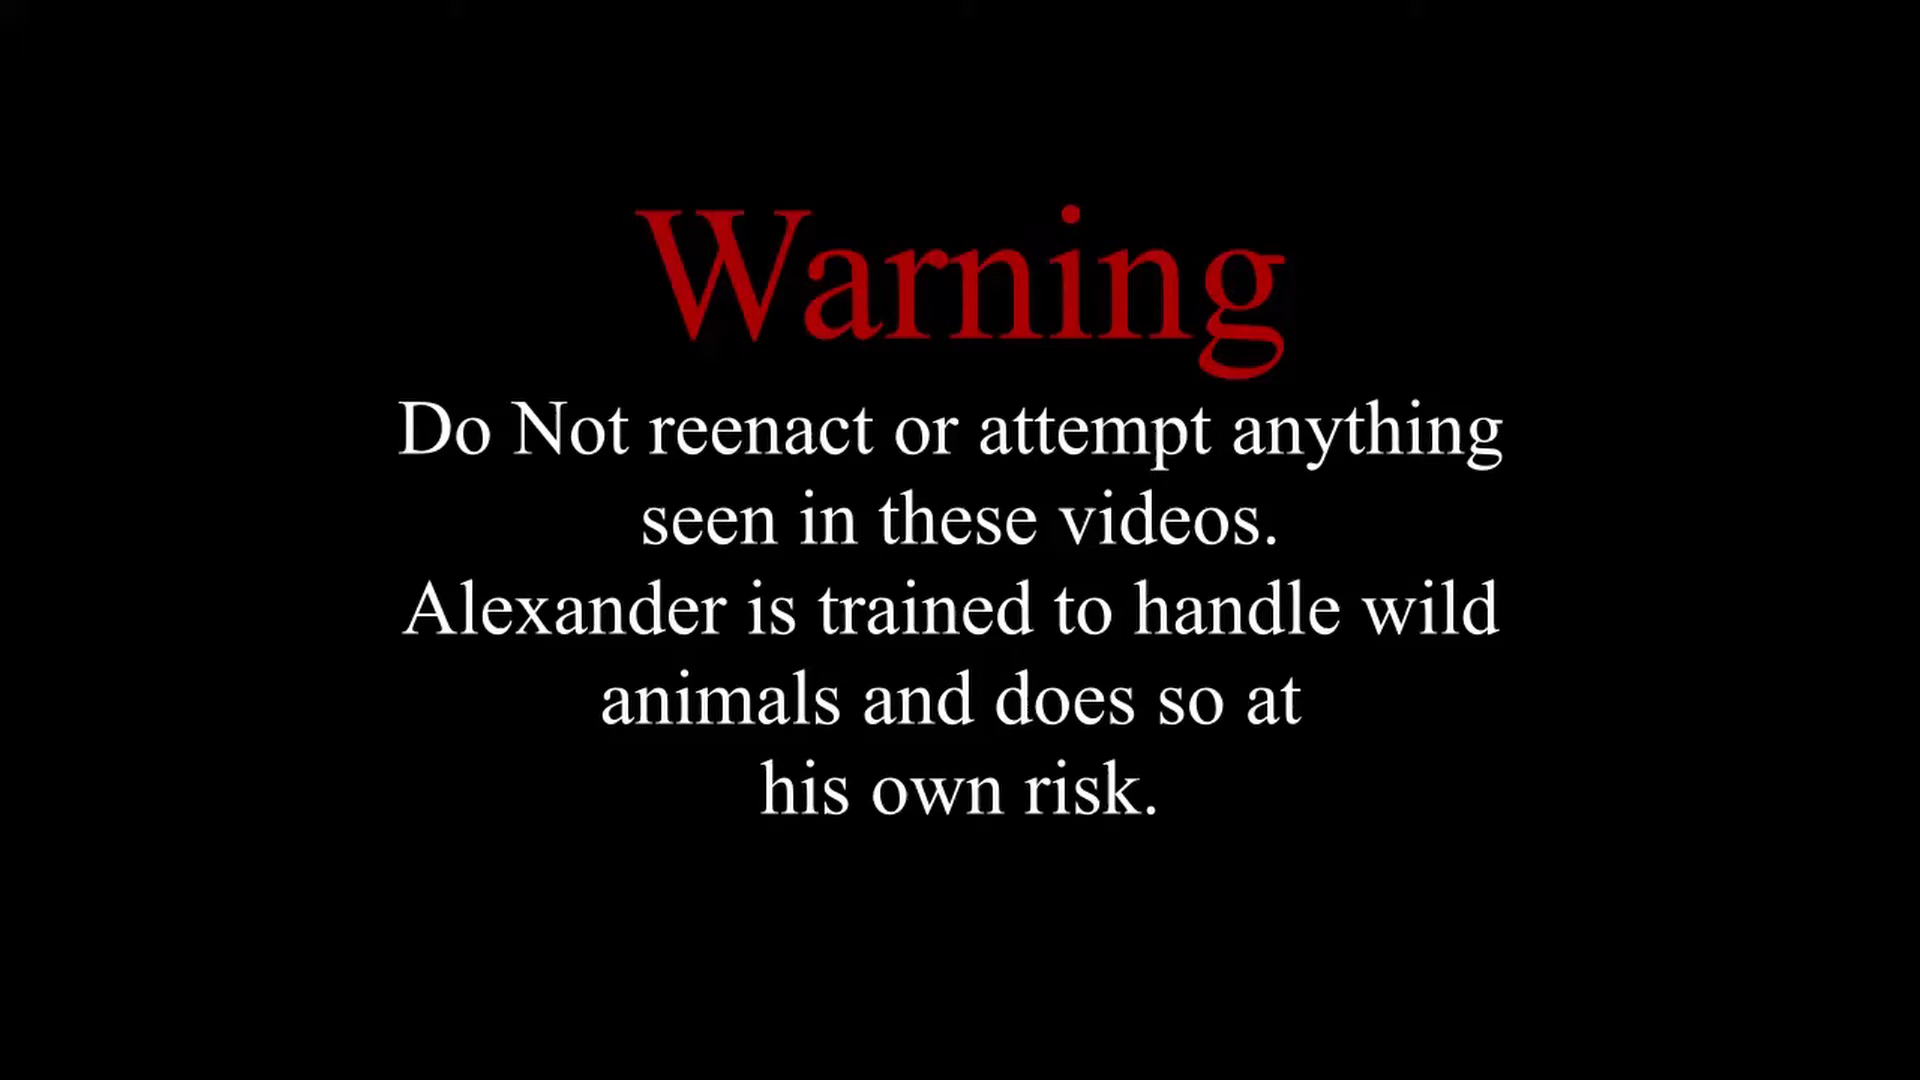 Warning
Do Not reenact or attempt anything
seen in these videos.
Alexander is trained to handle wild
animals and does so at
his own risk.